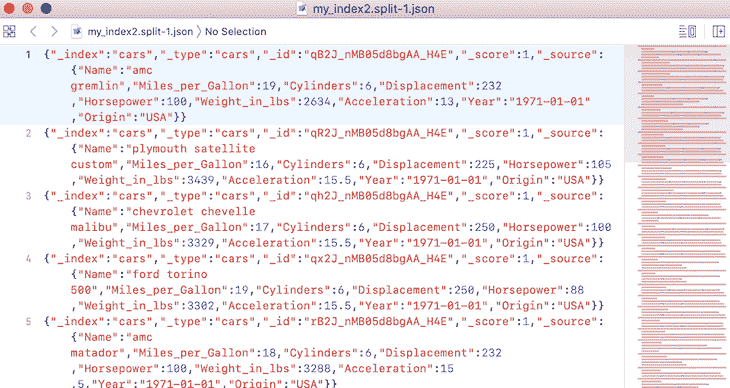 my_index2.split-1.json
my_index2.split-1.json No Selection
1 {"_index":"cars","_type":"cars","_id":"qB2J_nMB05d8bgAA_H4E","_score":1,"_source":
{"Name":"amc
gremlin","Miles_per_Gallon":19,"Cylinders":6,"Displacement":232
,"Horsepower":100,"Weight_in_lbs":2634,"Acceleration":13,"Year":"1971-01-01"
,"Origin":"USA"}}
2 {"_index":"cars","_type":"cars","_id":"qR2J_nMB05d8bgAA_H4E","_score":1,"_source":
{"Name":"plymouth satellite
custom","Miles_per_Gallon":16,"Cylinders":6,"Displacement":225,"Horsepower":105
,"Weight_in_lbs":3439,"Acceleration":15.5,"Year":"1971-01-01","Origin":"USA"}}
3 {"_index":"cars","_type":"cars","_id":"qh2J_nMB05d8bgAA_H4E","_score":1,"_source":
{"Name":"chevrolet chevelle
malibu","Miles_per_Gallon":17,"Cylinders":6,"Displacement":250,"Horsepower":100
,"Weight_in_lbs":3329,"Acceleration":15.5,"Year":"1971-01-01","Origin":"USA"}}
4 {"_index":"cars","_type":"cars","_id":"qx2J_nMB05d8bgAA_H4E","_score":1,"_source":
{"Name":"ford torino
500","Miles_per_Gallon":19,"Cylinders":6,"Displacement":250,"Horsepower":88
,"Weight_in_lbs":3302,"Acceleration":15.5,"Year":"1971-01-01","Origin":"USA"}}
5 {"_index":"cars","_type":"cars","_id":"rB2J_nMB05d8bgAA_H4E","_score":1,"_source":
{"Name":"amc
matador","Miles_per_Gallon":18,"Cylinders":6,"Displacement":232
,"Horsepower":100,"Weight_in_lbs":3288,"Acceleration":15
.5,"Year":"1971-01-01","Origin":"USA"}}